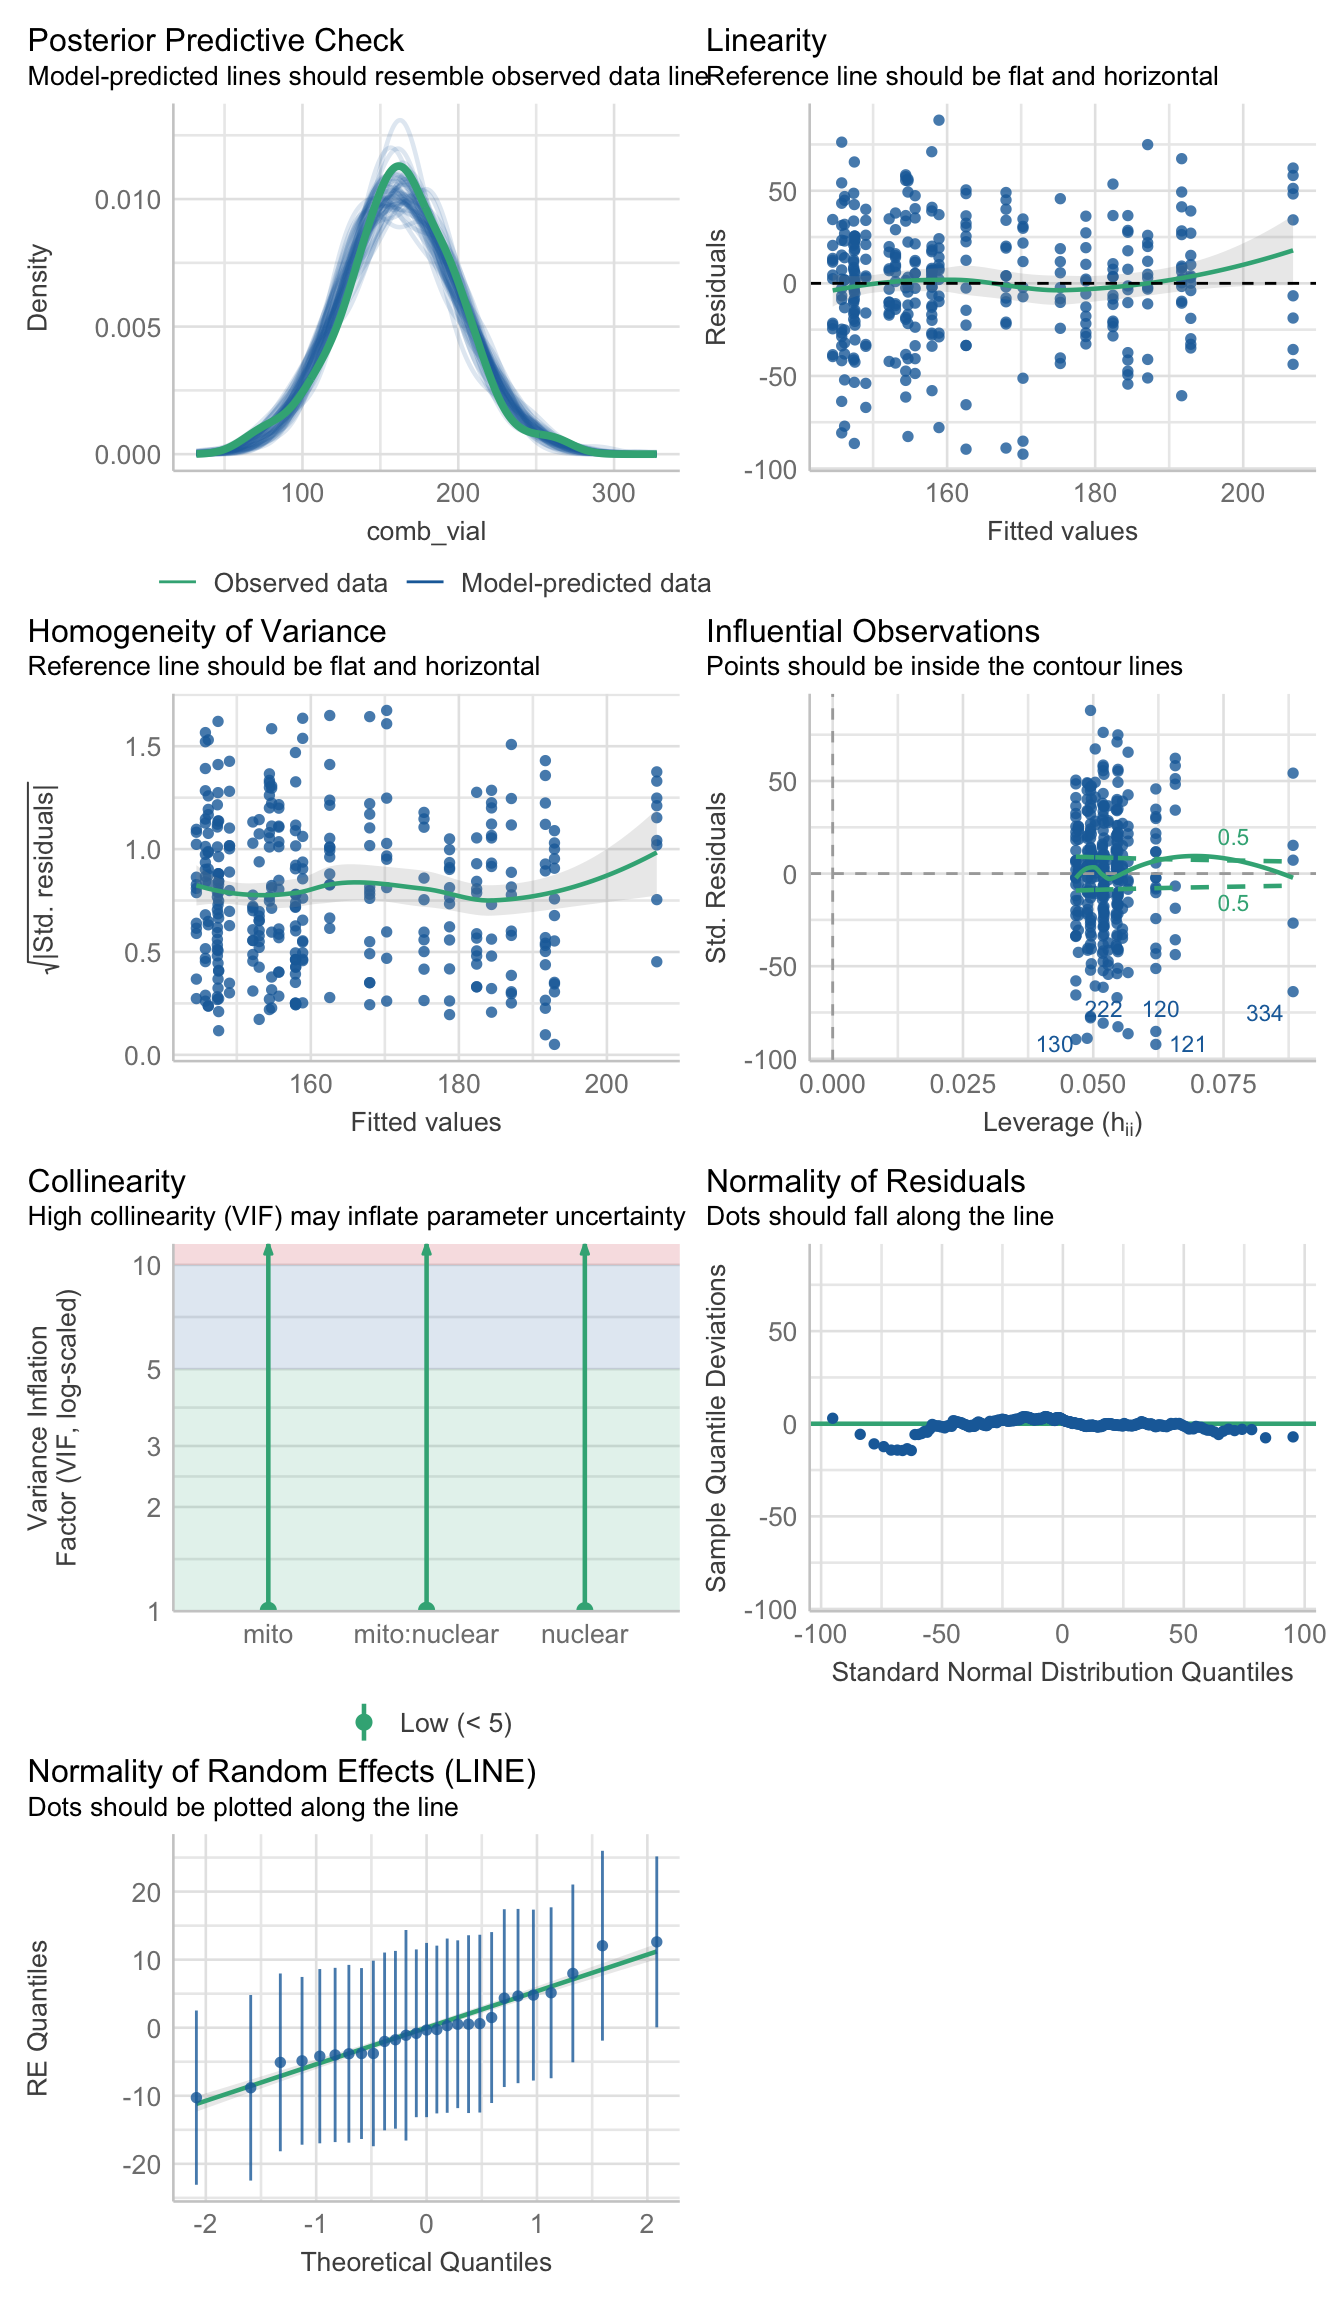 Posterior Predictive Check
Model-predicted lines should resemble observed data line
Density
0.010
0.005
0.000
100 200 300
comb_vial
Observed data Model-predicted data
Linearity
Reference line should be flat and horizontal
Residuals
50
0
-50
-100
160 180 200
Fitted values
Homogeneity of Variance
Reference line should be flat and horizontal
√|Std. residuals|
1.5
1.0
0.5
0.0
160 180 200
Fitted values
Influential Observations
Points should be inside the contour lines
Std. Residuals
50
0
-50
-100
0.5
0.5
222 120 334
130 121
0.000 0.025 0.050 0.075
Leverage (hii)
Collinearity
High collinearity (VIF) may inflate parameter uncertainty
Variance Inflation
Factor (VIF, log-scaled)
10
5
3
2
1
mito mito:nuclear nuclear
Low (< 5)
Normality of Residuals
Dots should fall along the line
Sample Quantile Deviations
50
0
-50
-100
-100 -50 0 50 100
Standard Normal Distribution Quantiles
Normality of Random Effects (LINE)
Dots should be plotted along the line
RE Quantiles
20
10
0
-10
-20
-2 -1 0 1 2
Theoretical Quantiles